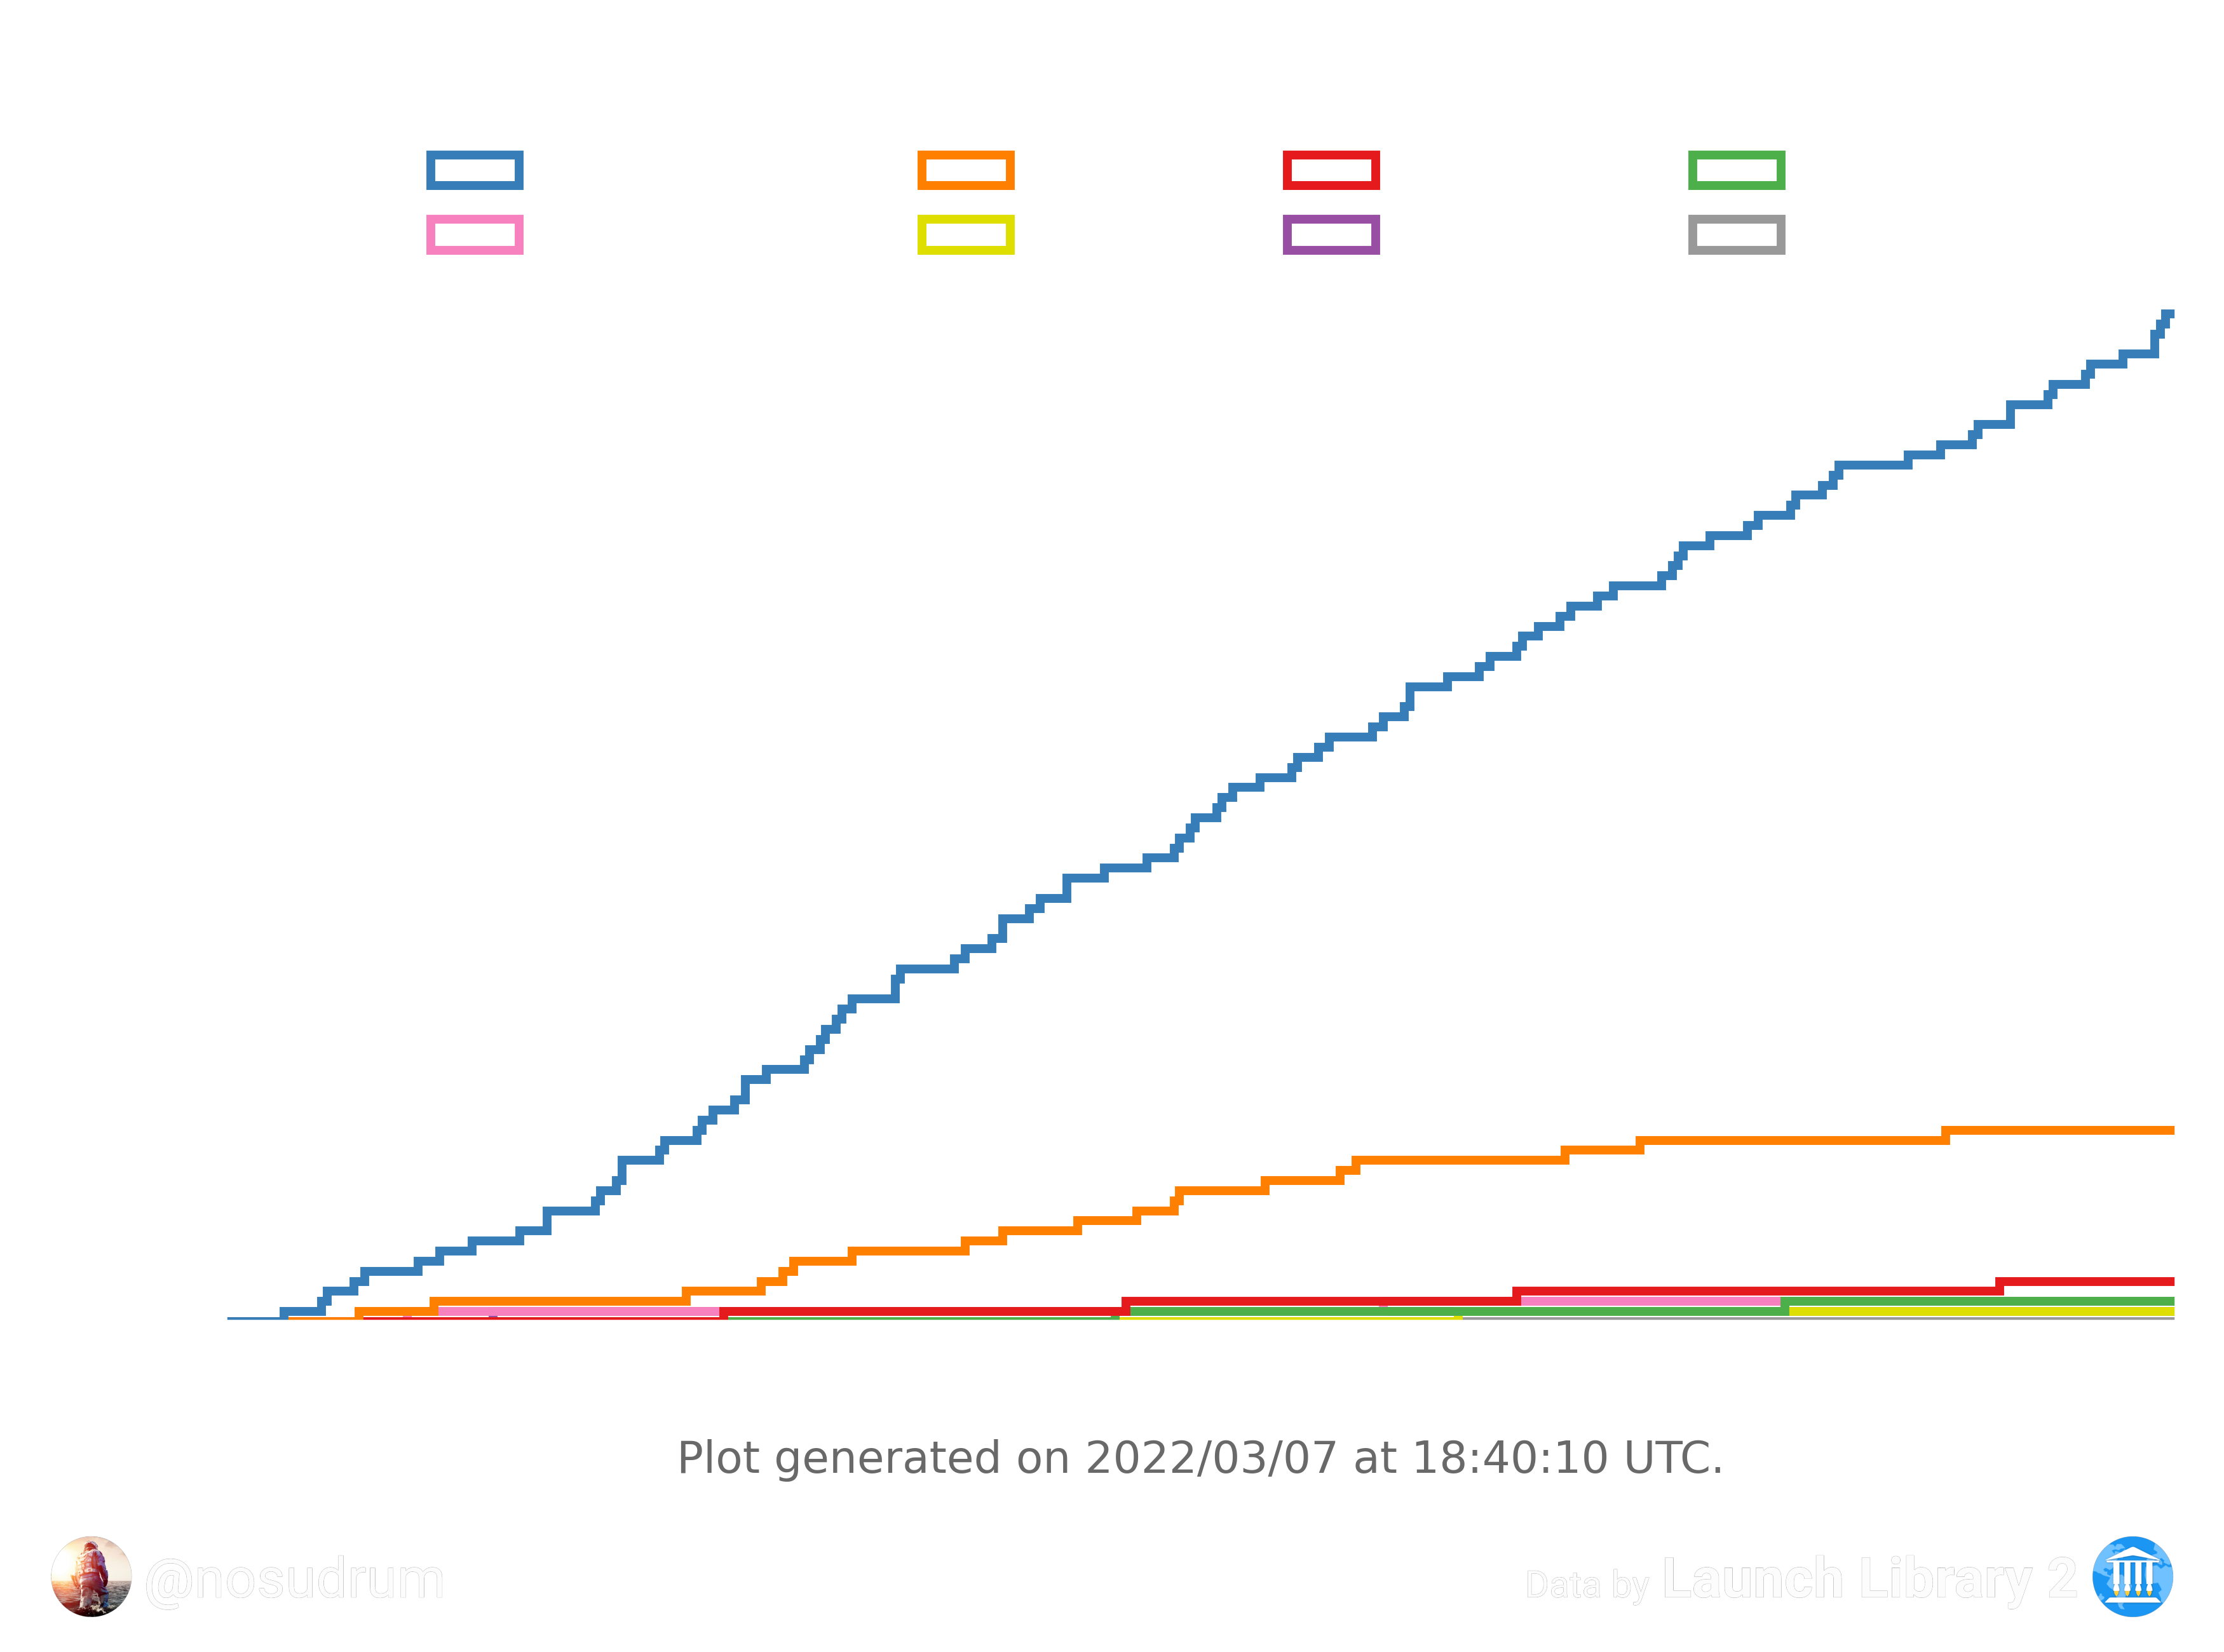 Plot generated on 2022/03/07 at 18:40:10 UTC.
@nosudrum
Data by Launch Library 2